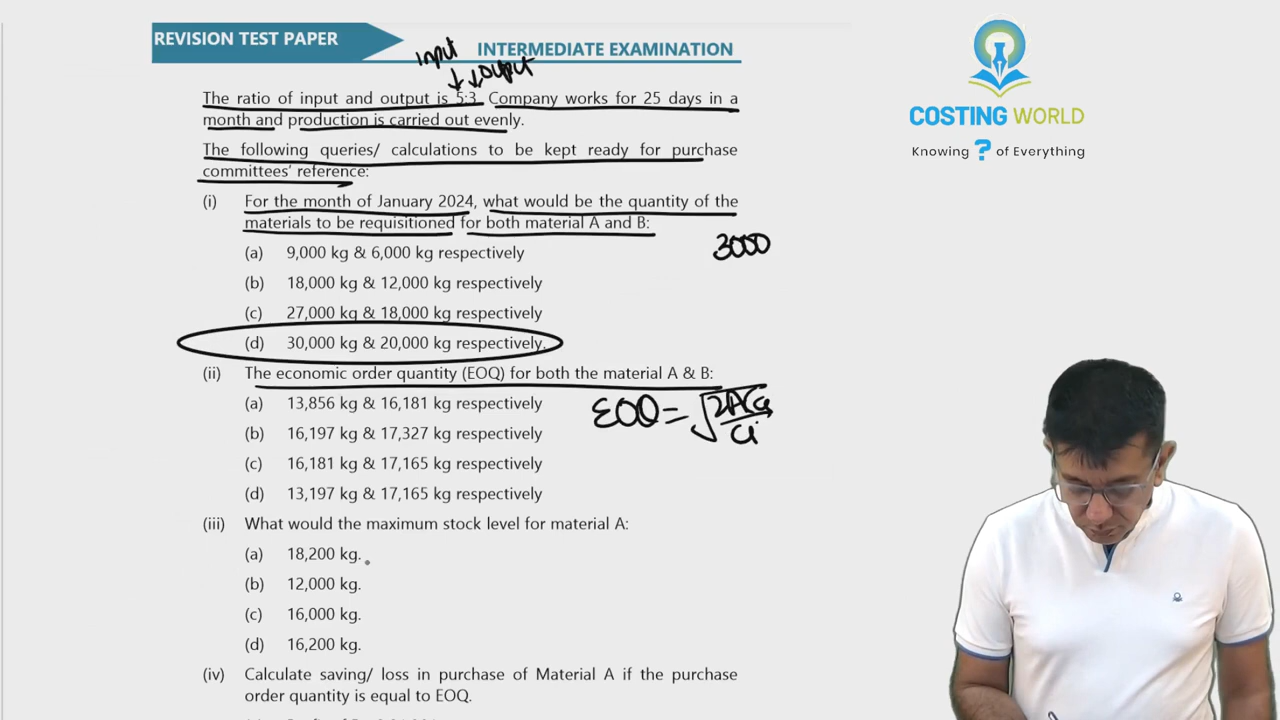 REVISION TEST PAPER
INTERMEDIATE EXAMINATION
input
output
The ratio of input and output is 5:3. Company works for 25 days in a
month and production is carried out evenly.
The following queries/ calculations to be kept ready for purchase
committees' reference:
(i) For the month of January 2024, what would be the quantity of the
materials to be requisitioned for both material A and B:
3000
(a) 9,000 kg & 6,000 kg respectively
(b) 18,000 kg & 12,000 kg respectively
(c) 27,000 kg & 18,000 kg respectively
(d) 30,000 kg & 20,000 kg respectively.
(ii) The economic order quantity (EOQ) for both the material A & B:
(a) 13,856 kg & 16,181 kg respectively
(b) 16,197 kg & 17,327 kg respectively
(c) 16,181 kg & 17,165 kg respectively
(d) 13,197 kg & 17,165 kg respectively
EOQ = √
(iii) What would the maximum stock level for material A:
(a) 18,200 kg.
(b) 12,000 kg.
(c) 16,000 kg.
(d) 16,200 kg.
(iv) Calculate saving/ loss in purchase of Material A if the purchase
order quantity is equal to EOQ.
COSTING WORLD
Knowing ? of Everything